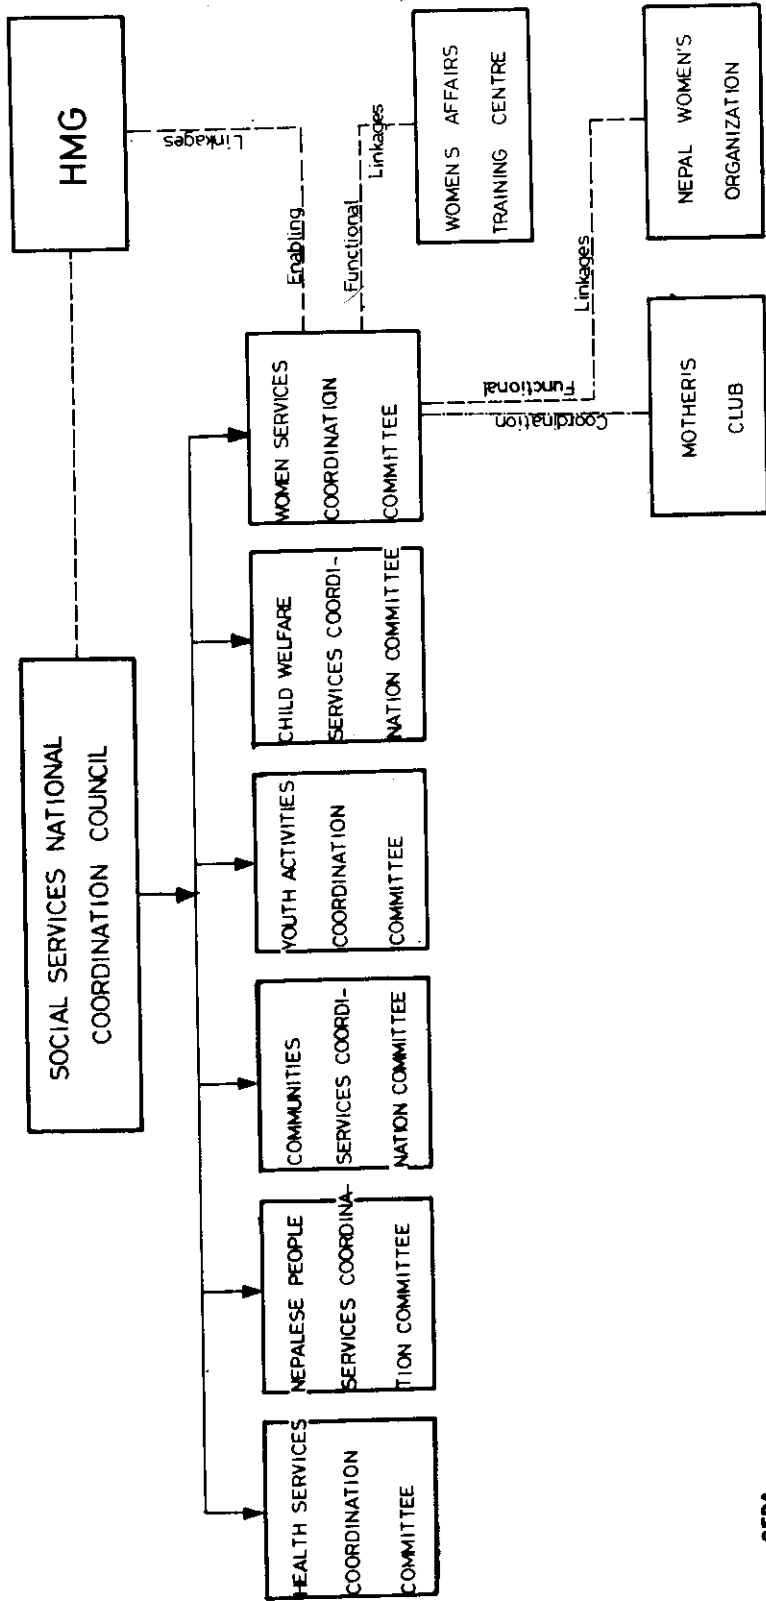 HMG
SOCIAL SERVICES NATIONAL
COORDINATION COUNCIL
Linkages
Enabling
Functional
Linkages
HEALTH SERVICES
COORDINATION
COMMITTEE
NEPALESE PEOPLE
SERVICES COORDINA
TION COMMITTEE
COMMUNITIES
SERVICES COORDI-
NATION COMMITTEE
YOUTH ACTIVITIES
COORDINATION
COMMITTEE
CHILD WELFARE
SERVICES COORDI-
NATION COMMITTEE
WOMEN SERVICES
COORDINATION
COMMITTEE
WOMEN'S AFFAIRS
TRAINING CENTRE
Functional
Coordination
Linkages
MOTHER'S
CLUB
NEPAL WOMEN'S
ORGANIZATION